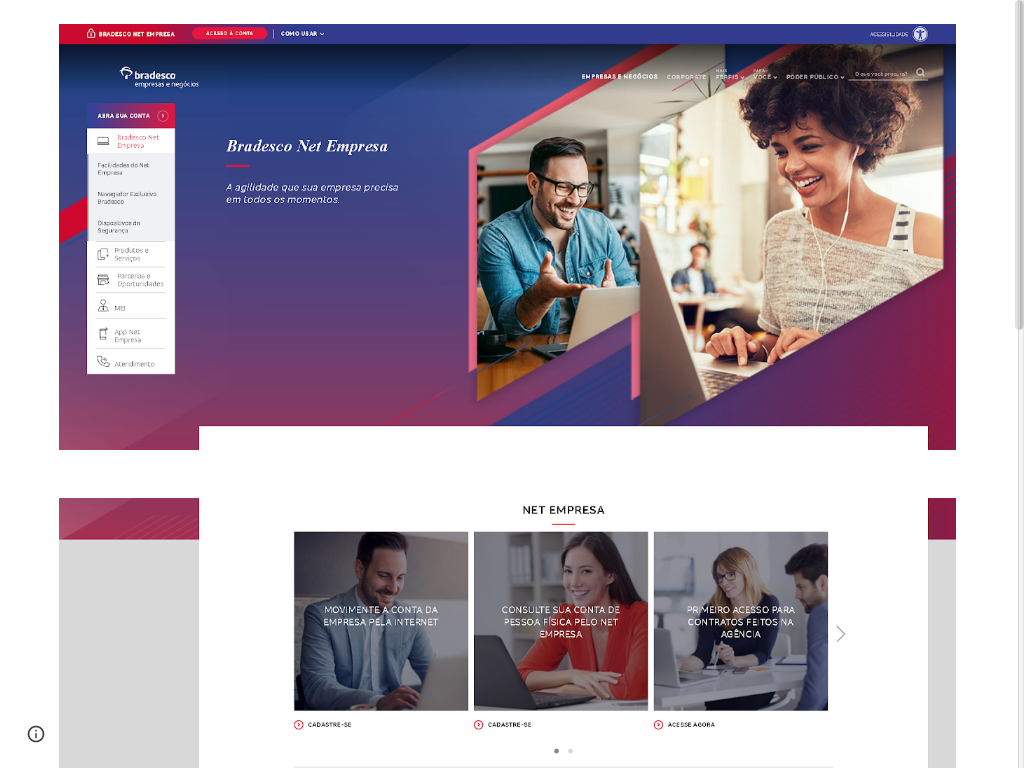 BRADESCO NET EMPRESA
ACESSO À CONTA
COMO USAR
ACESSIBILIDADE
bradesco
empresas e negócios
EMPRESAS E NEGÓCIOS
CORPORATE
MAIS
PERFIS
PARA
VOCÊ
PODER PÚBLICO
O que você procura?
ABRA SUA CONTA
Bradesco Net
Empresa
Facilidades do Net
Empresa
Navegador Exclusivo
Bradesco
Dispositivos de
Segurança
Produtos e
Serviços
Parcerias e
Oportunidades
MEI
App Net
Empresa
Atendimento
Bradesco Net Empresa
A agilidade que sua empresa precisa
em todos os momentos.
NET EMPRESA
MOVIMENTE A CONTA DA
EMPRESA PELA INTERNET
CADASTRE-SE
CONSULTE SUA CONTA DE
PESSOA FÍSICA PELO NET
EMPRESA
CADASTRE-SE
PRIMEIRO ACESSO PARA
CONTRATOS FEITOS NA
AGÊNCIA
ACESSE AGORA